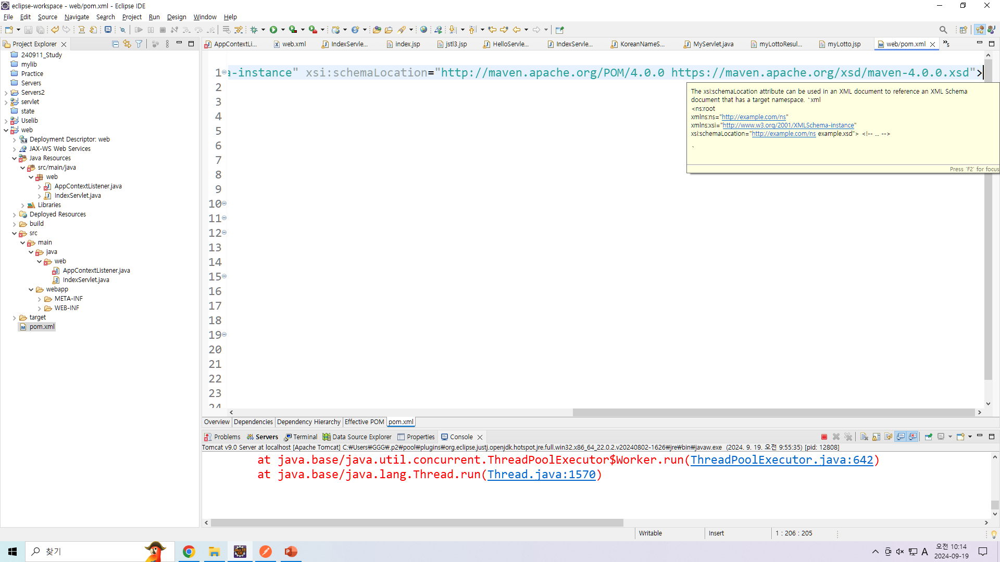 eclipse-workspace - web/pom.xml - Eclipse IDE
File Edit Source Navigate Search Project Run Design Window Help
Project Explorer
240911_Study
mylib
Practice
Servers
Servers2
servlet
state
Uselib
web
Deployment Descriptor: web
JAX-WS Web Services
Java Resources
src/main/java
web
AppContextListener.java
IndexServlet.java
Libraries
Deployed Resources
build
src
main
java
web
AppContextListener.java
IndexServlet.java
webapp
META-INF
WEB-INF
target
pom.xml
AppContextLi... web.xml IndexServle... index.jsp jstl3.jsp HelloServle... IndexServle... KoreanNameS... MyServlet.java myLottoResul... myLotto.jsp web/pom.xml »5
1 a-instance" xsi:schemaLocation="http://maven.apache.org/POM/4.0.0 https://maven.apache.org/xsd/maven-4.0.0.xsd">
2
3
4
5
6
7
8
9
10
11
12
13
14
15
16
17
18
19
20
21
22
23
24
The xsi:schemaLocation attribute can be used in an XML document to reference an XML Schema
document that has a target namespace. `xml
<ns:root
xmlns:ns="http://example.com/ns"
xmlns:xsi="http://www.w3.org/2001/XMLSchema-instance"
xsi:schemaLocation="http://example.com/ns example.xsd"> <!-- ... -->
`
Press 'F2' for focus
Overview Dependencies Dependency Hierarchy Effective POM pom.xml
Problems Servers Terminal Data Source Explorer Properties Console
Tomcat v9.0 Server at localhost [Apache Tomcat] C:₩Users₩GGG₩.p2₩pool₩plugins₩org.eclipse.justj.openjdk.hotspot.jre.full.win32.x86_64_22.0.2.v20240802-1626₩jre₩bin₩javaw.exe (2024. 9. 19. 오전 9:55:35) [pid: 12808]
at java.base/java.util.concurrent.ThreadPoolExecutor$Worker.run(ThreadPoolExecutor.java:642)
at java.base/java.lang.Thread.run(Thread.java:1570)
Writable Insert 1 : 206 : 205
찾기
A
오전 10:14
2024-09-19